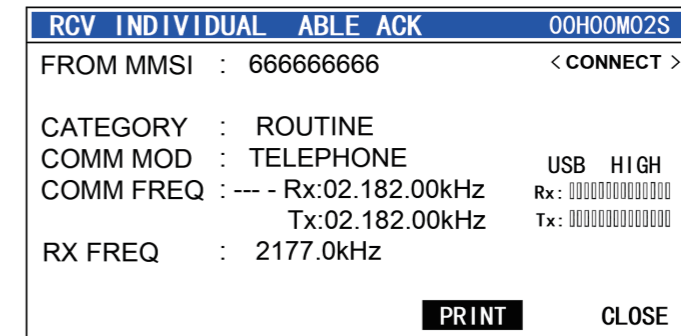 RCV INDIVIDUAL ABLE ACK 00H00M02S
FROM MMSI : 666666666 <CONNECT >
CATEGORY : ROUTINE
COMM MOD : TELEPHONE USB HIGH
COMM FREQ : --- - Rx:02.182.00kHz Rx:
Tx:02.182.00kHz Tx:
RX FREQ : 2177.0kHz
PRINT CLOSE